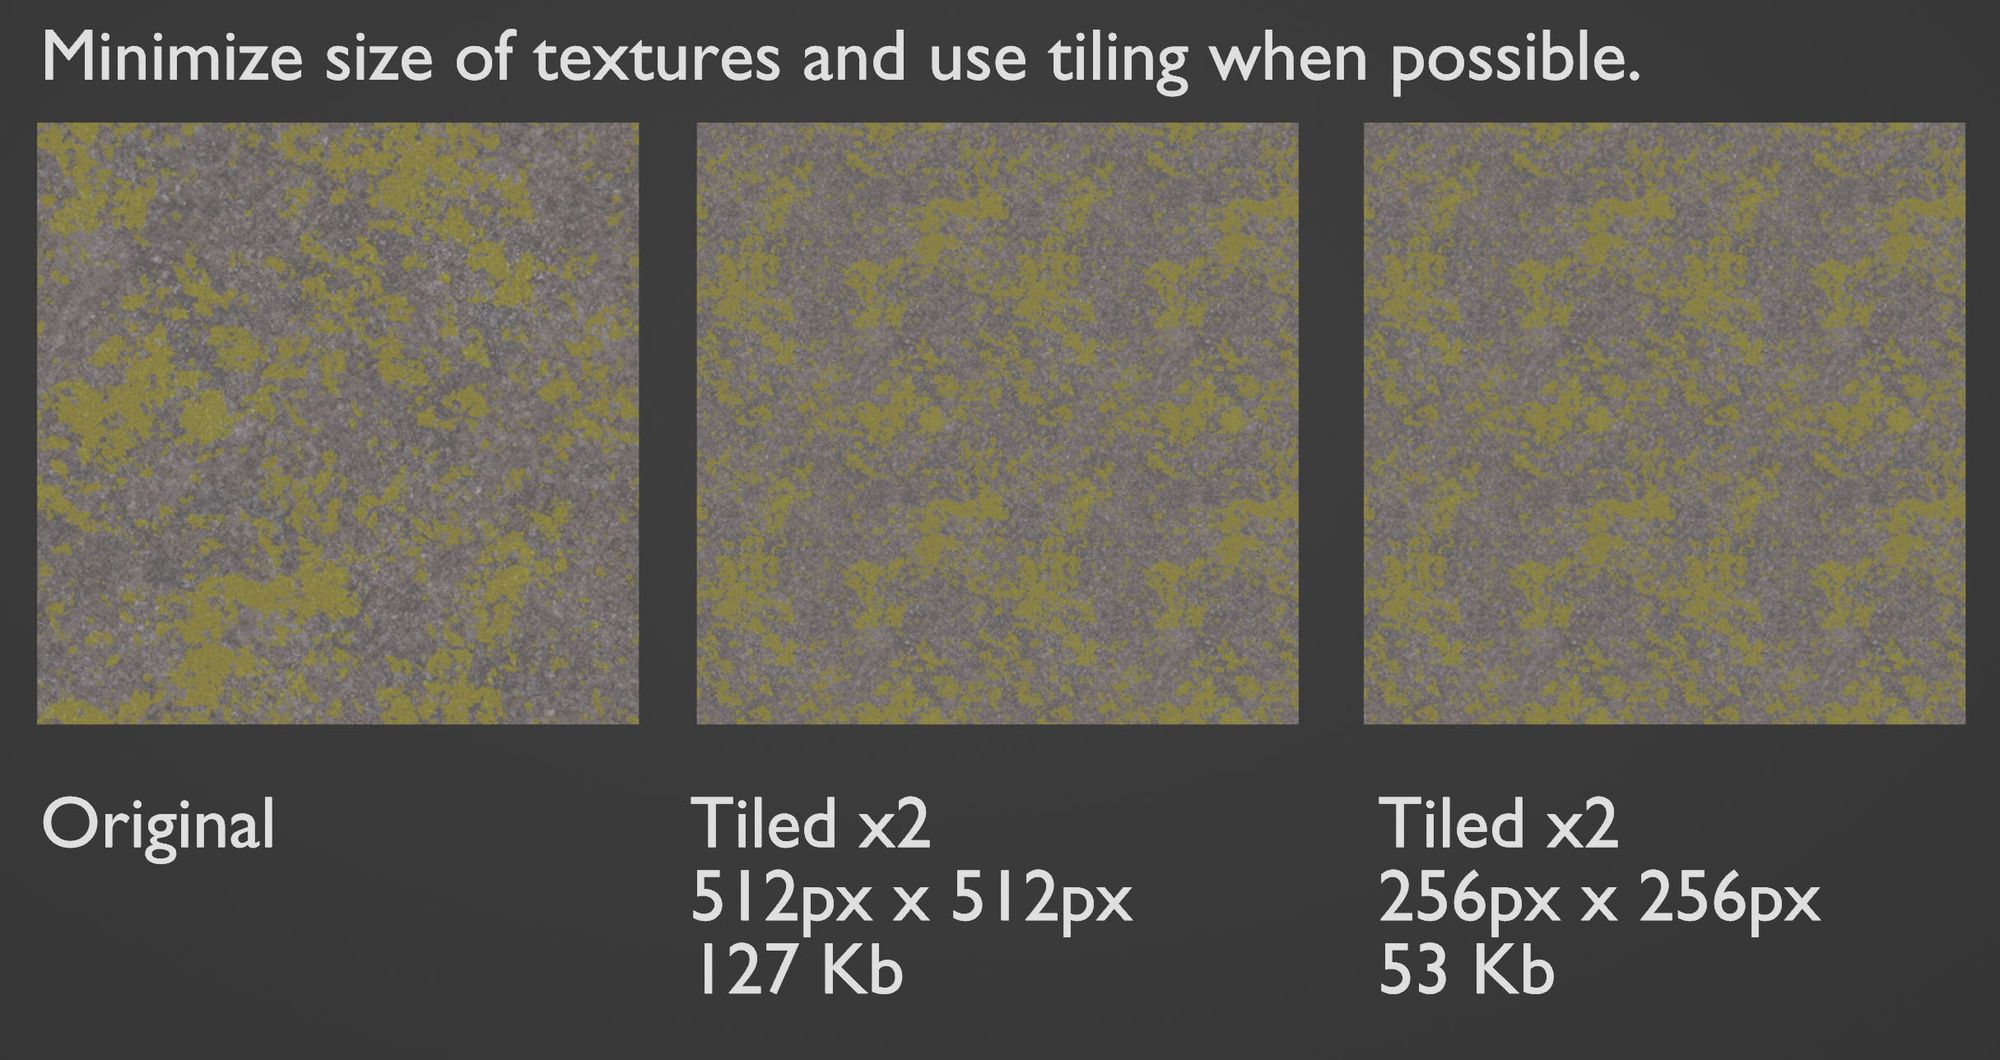 Minimize size of textures and use tiling when possible.
Original
Tiled x2
512px x 512px
127 Kb
Tiled x2
256px x 256px
53 Kb